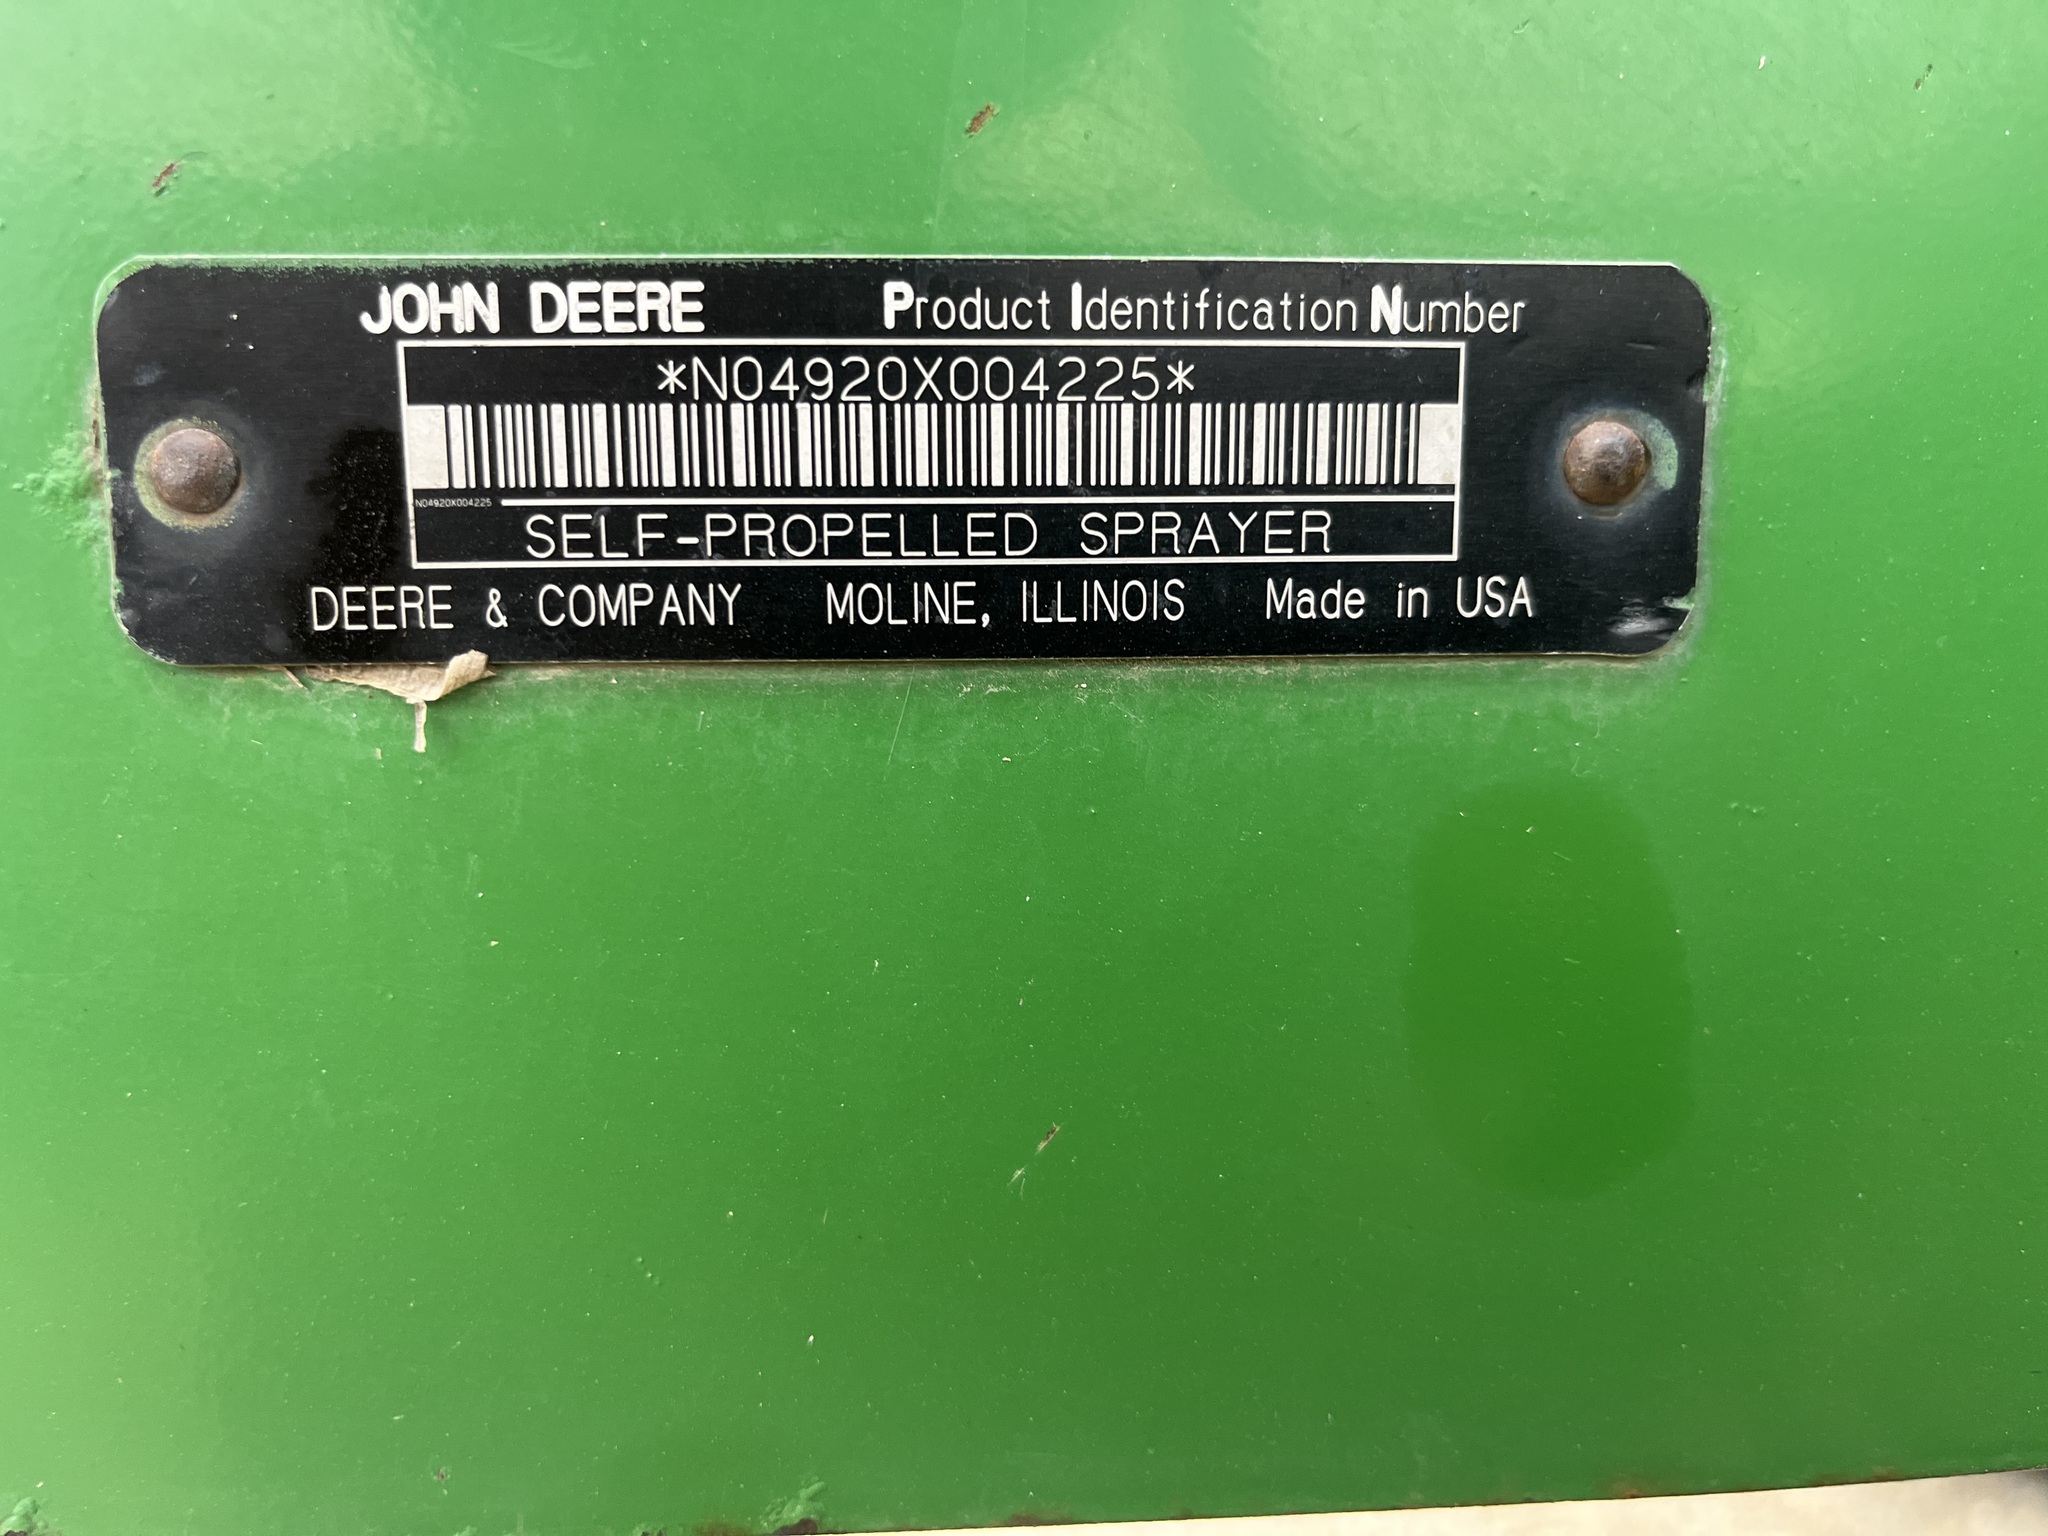 JOHN DEERE Product Identification Number
*N04920X004225*
N04920X004225
SELF-PROPELLED SPRAYER
DEERE & COMPANY MOLINE, ILLINOIS Made in USA